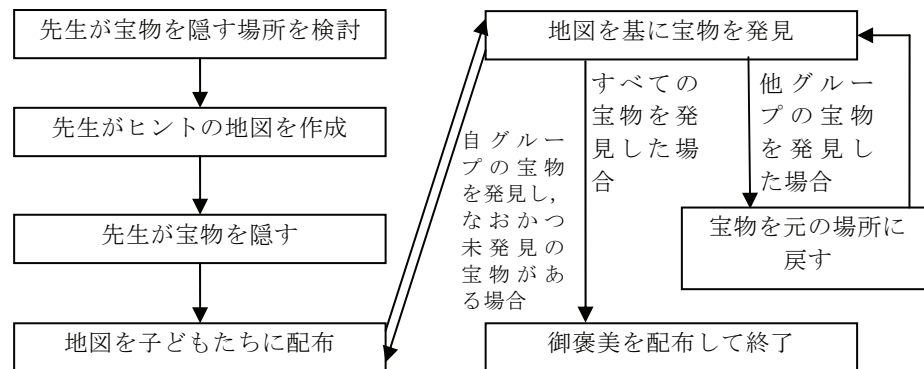 先生が宝物を隠す場所を検討
先生がヒントの地図を作成
先生が宝物を隠す
地図を子どもたちに配布
地図を基に宝物を発見
自グルー
プの宝物
を発見し,
なおかつ
未発見の
宝物があ
る場合
すべての
宝物を発
見した場
合
他グルー
プの宝物
を発見し
た場合
宝物を元の場所に
戻す
御褒美を配布して終了